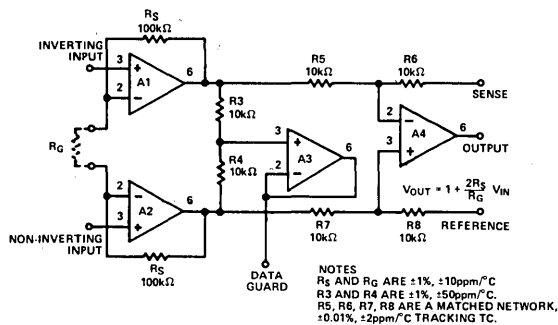 RS
100kΩ
INVERTING
INPUT
3
+
A1
6
2
−
R5
10kΩ
R6
10kΩ
SENSE
R3
10kΩ
RG
R4
10kΩ
3
+
A3
6
2
−
2
−
A4
6
3
+
OUTPUT
2
−
A2
6
3
+
VOUT = 1 + 2RS/RG VIN
NON-INVERTING
INPUT
RS
100kΩ
R7
10kΩ
R8
10kΩ
REFERENCE
DATA
GUARD
NOTES
RS AND RG ARE ±1%, ±10ppm/°C
R3 AND R4 ARE ±1%, ±50ppm/°C.
R5, R6, R7, R8 ARE A MATCHED NETWORK,
±0.01%, ±2ppm/°C TRACKING TC.